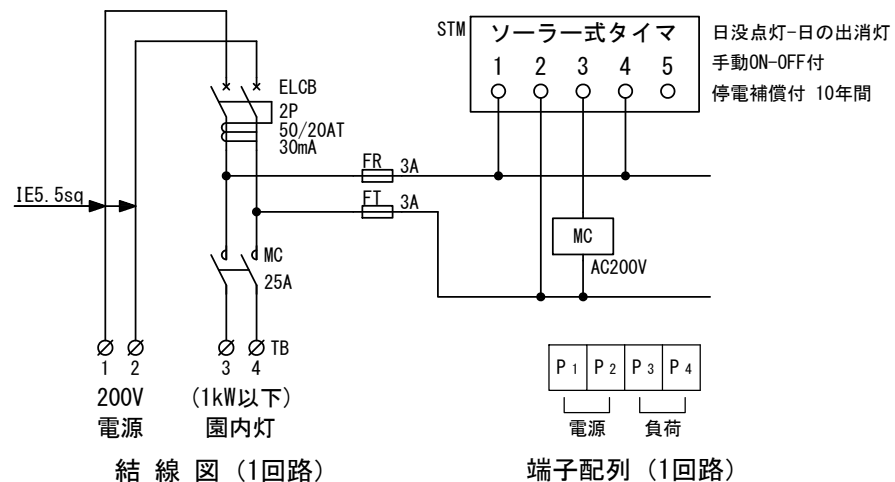 STM
ソーラー式タイマ
1 2 3 4 5
日没点灯-日の出消灯
手動ON-OFF付
停電補償付 10年間
ELCB
2P
50/20AT
30mA
FR 3A
FT 3A
IE5.5sq
MC
25A
MC
AC200V
TB
1 2 3 4
200V
電源
(1kW以下)
園内灯
結 線 図 (1回路)
P1 P2 P3 P4
電源 負荷
端子配列 (1回路)